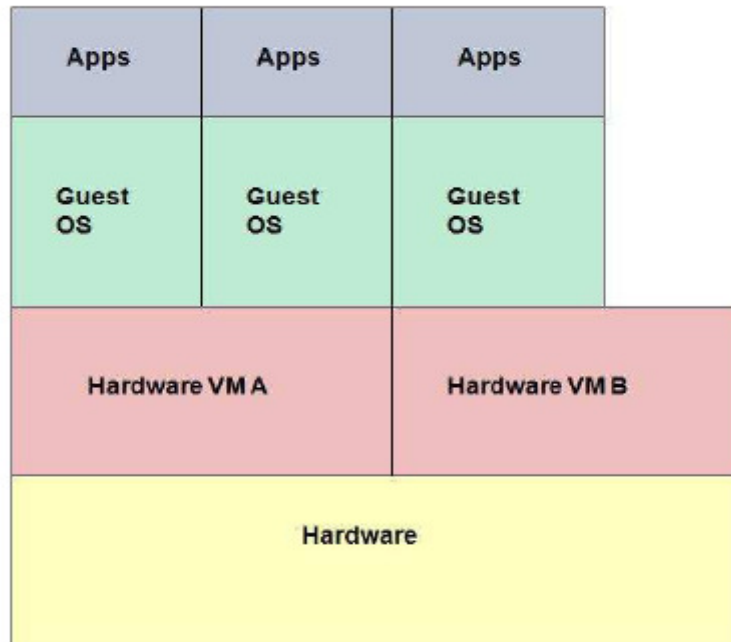 Apps
Apps
Apps
Guest
OS
Guest
OS
Guest
OS
Hardware VM A
Hardware VM B
Hardware